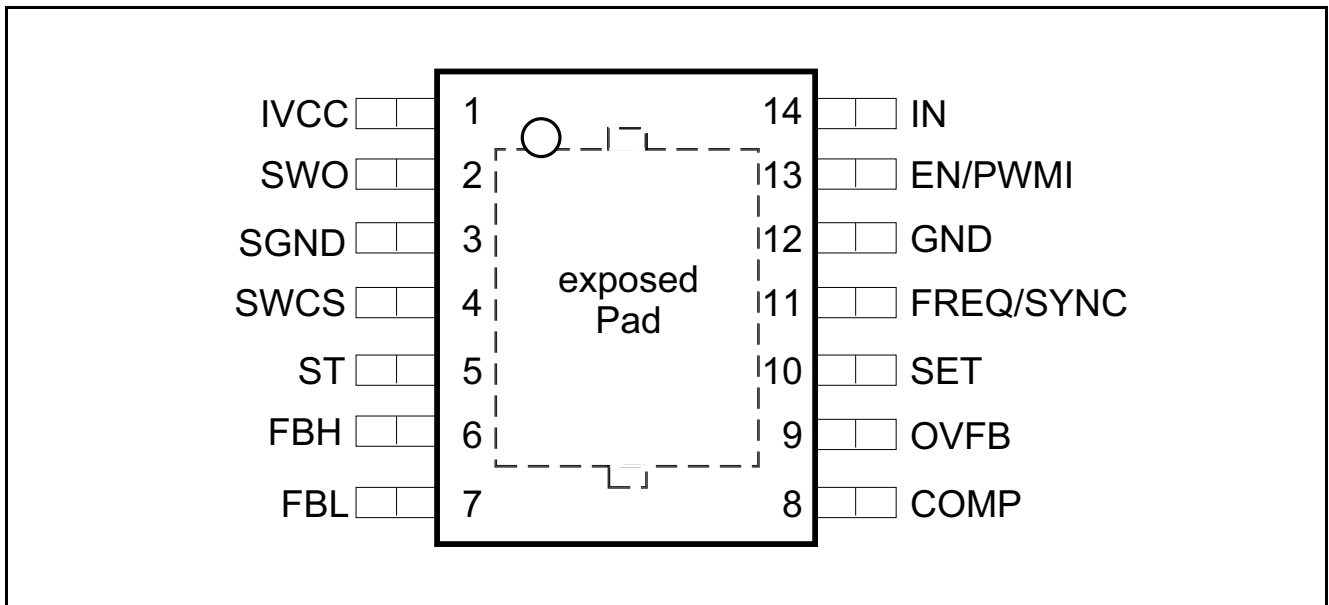 IVCC 1 14 IN
SWO 2 13 EN/PWMI
SGND 3 12 GND
SWCS 4 11 FREQ/SYNC
exposed
Pad
ST 5 10 SET
FBH 6 9 OVFB
FBL 7 8 COMP